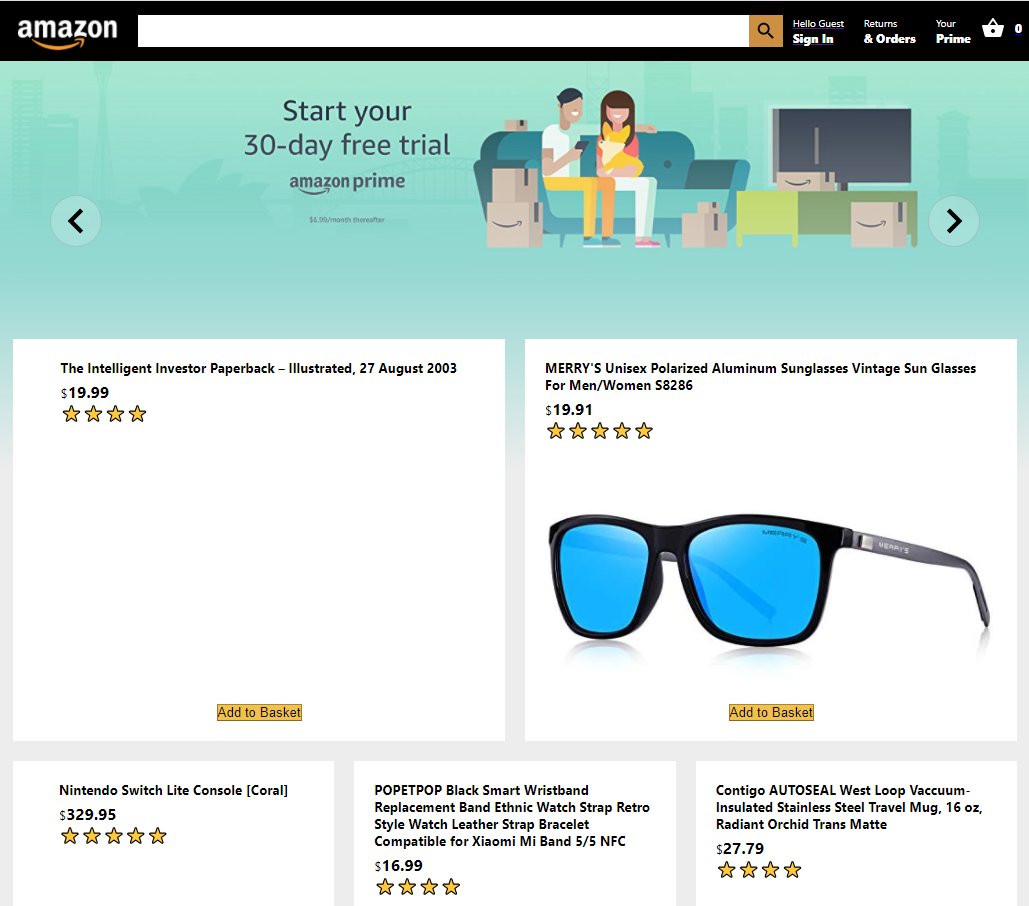 amazon
Hello Guest
Sign In
Returns
& Orders
Your
Prime
0
Start your
30-day free trial
amazon prime
$6.99/month thereafter
The Intelligent Investor Paperback – Illustrated, 27 August 2003
$19.99
MERRY'S Unisex Polarized Aluminum Sunglasses Vintage Sun Glasses
For Men/Women S8286
$19.91
MERRY'S
MERRY'S
Add to Basket
Add to Basket
Nintendo Switch Lite Console [Coral]
$329.95
POPETPOP Black Smart Wristband
Replacement Band Ethnic Watch Strap Retro
Style Watch Leather Strap Bracelet
Compatible for Xiaomi Mi Band 5/5 NFC
$16.99
Contigo AUTOSEAL West Loop Vaccuum-
Insulated Stainless Steel Travel Mug, 16 oz,
Radiant Orchid Trans Matte
$27.79